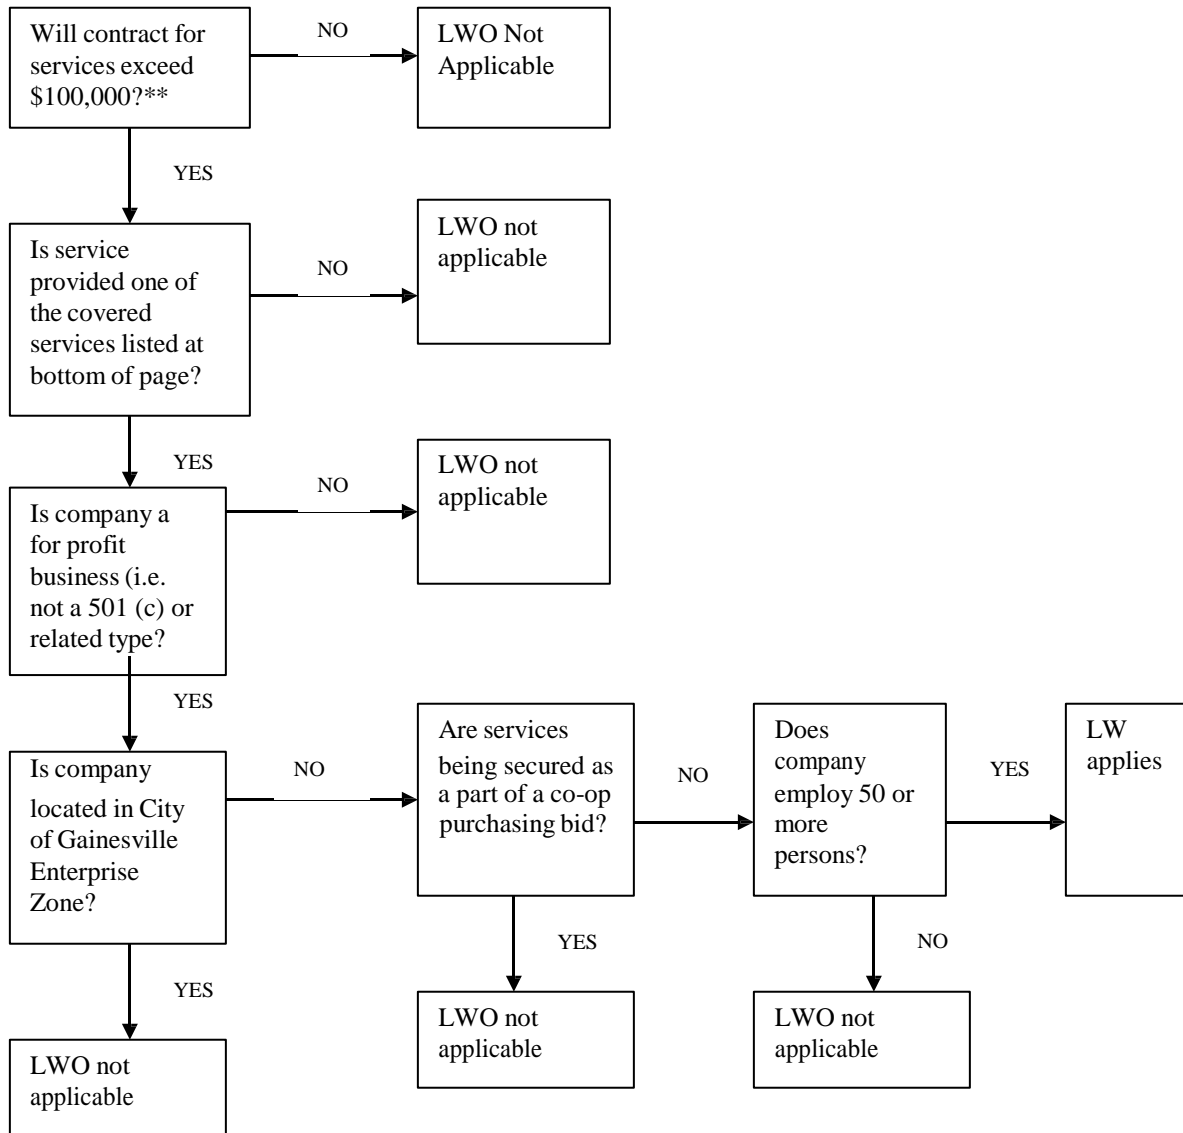 Will contract for
services exceed
$100,000?**
NO
LWO Not
Applicable
YES
Is service
provided one of
the covered
services listed at
bottom of page?
NO
LWO not
applicable
YES
Is company a
for profit
business (i.e.
not a 501 (c) or
related type?
NO
LWO not
applicable
YES
Is company
located in City
of Gainesville
Enterprise
Zone?
NO
Are services
being secured as
a part of a co-op
purchasing bid?
NO
Does
company
employ 50 or
more
persons?
YES
LW
applies
YES
LWO not
applicable
YES
LWO not
applicable
NO
LWO not
applicable